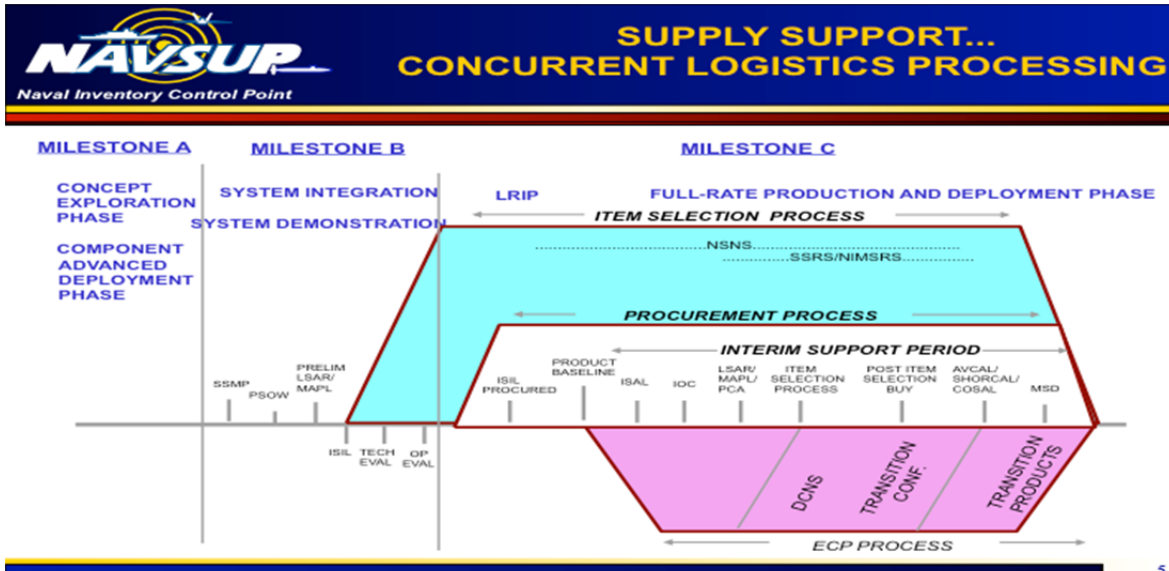 NAVSUP
Naval Inventory Control Point
SUPPLY SUPPORT...
CONCURRENT LOGISTICS PROCESSING
MILESTONE A
MILESTONE B
MILESTONE C
CONCEPT
EXPLORATION
PHASE
COMPONENT
ADVANCED
DEPLOYMENT
PHASE
SYSTEM INTEGRATION
SYSTEM DEMONSTRATION
LRIP
FULL-RATE PRODUCTION AND DEPLOYMENT PHASE
ITEM SELECTION PROCESS
NSNS
SSRS/NIMSRS
PROCUREMENT PROCESS
INTERIM SUPPORT PERIOD
SSMP
PSOW
PRELIM
LSAR/
MAPL
ISIL
TECH
EVAL
OP
EVAL
ISIL
PROCURED
PRODUCT
BASELINE
ISAL
IOC
LSAR/
MAPL/
PCA
ITEM
SELECTION
PROCESS
POST ITEM
SELECTION
BUY
AVCAL/
SHORCAL/
COSAL
MSD
DCNS
TRANSITION
CONF.
TRANSITION
PRODUCTS
ECP PROCESS
5